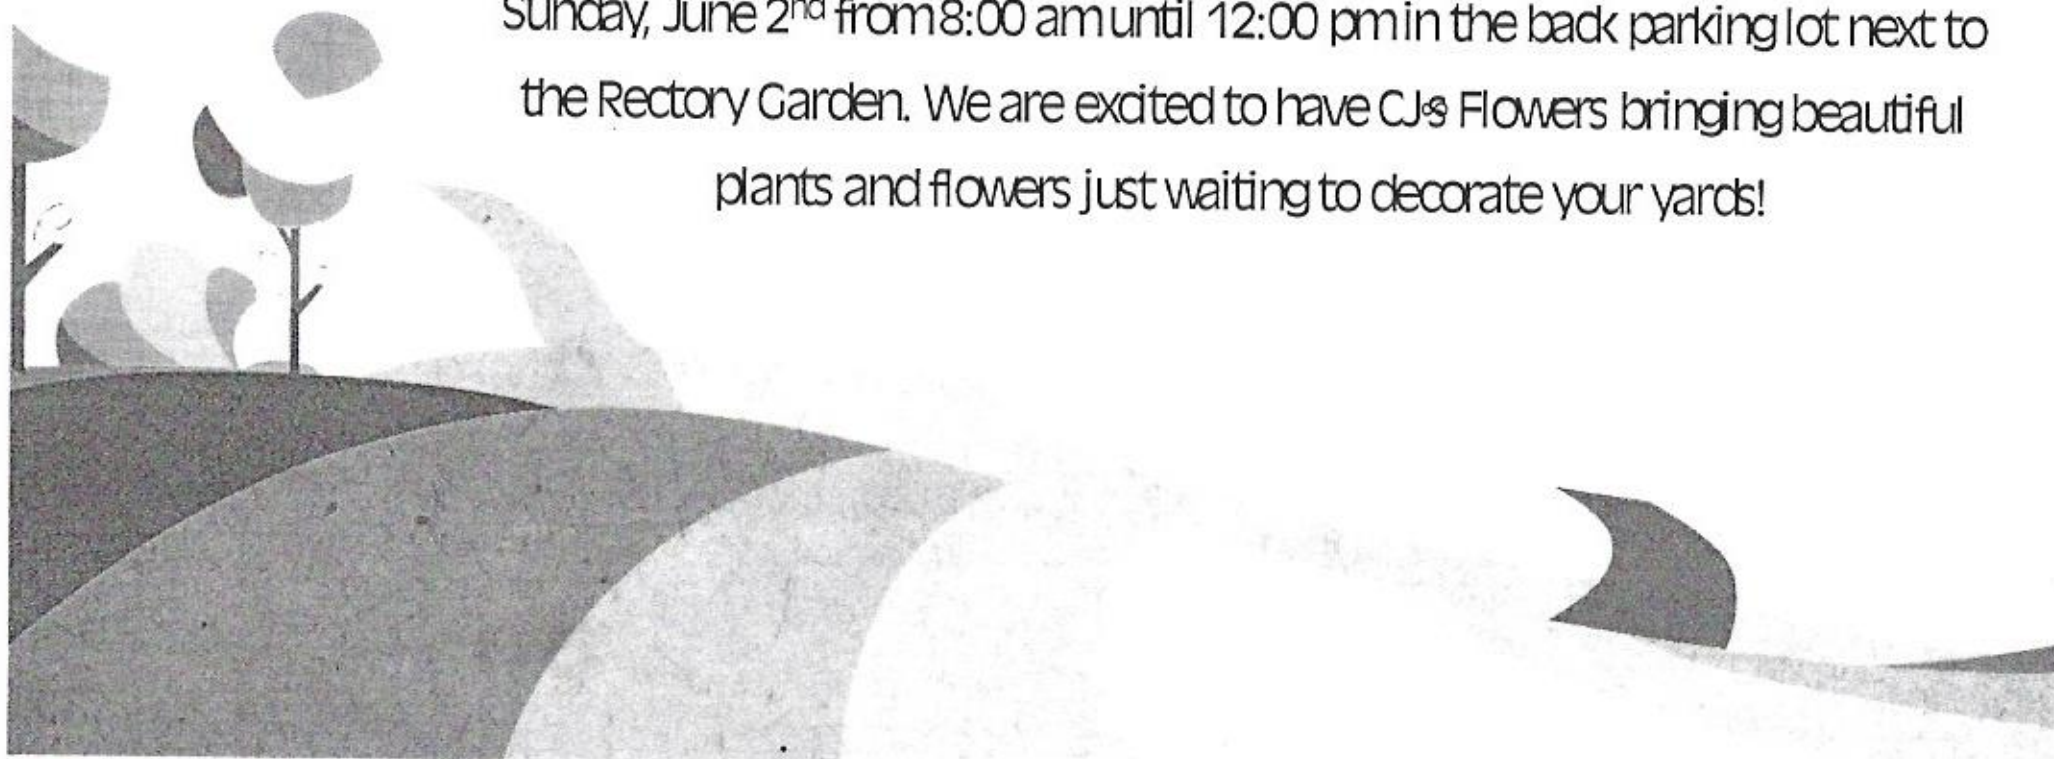 Sunday, June 2nd from 8:00 am until 12:00 pm in the back parking lot next to
the Rectory Garden. We are excited to have CJ's Flowers bringing beautiful
plants and flowers just waiting to decorate your yards!